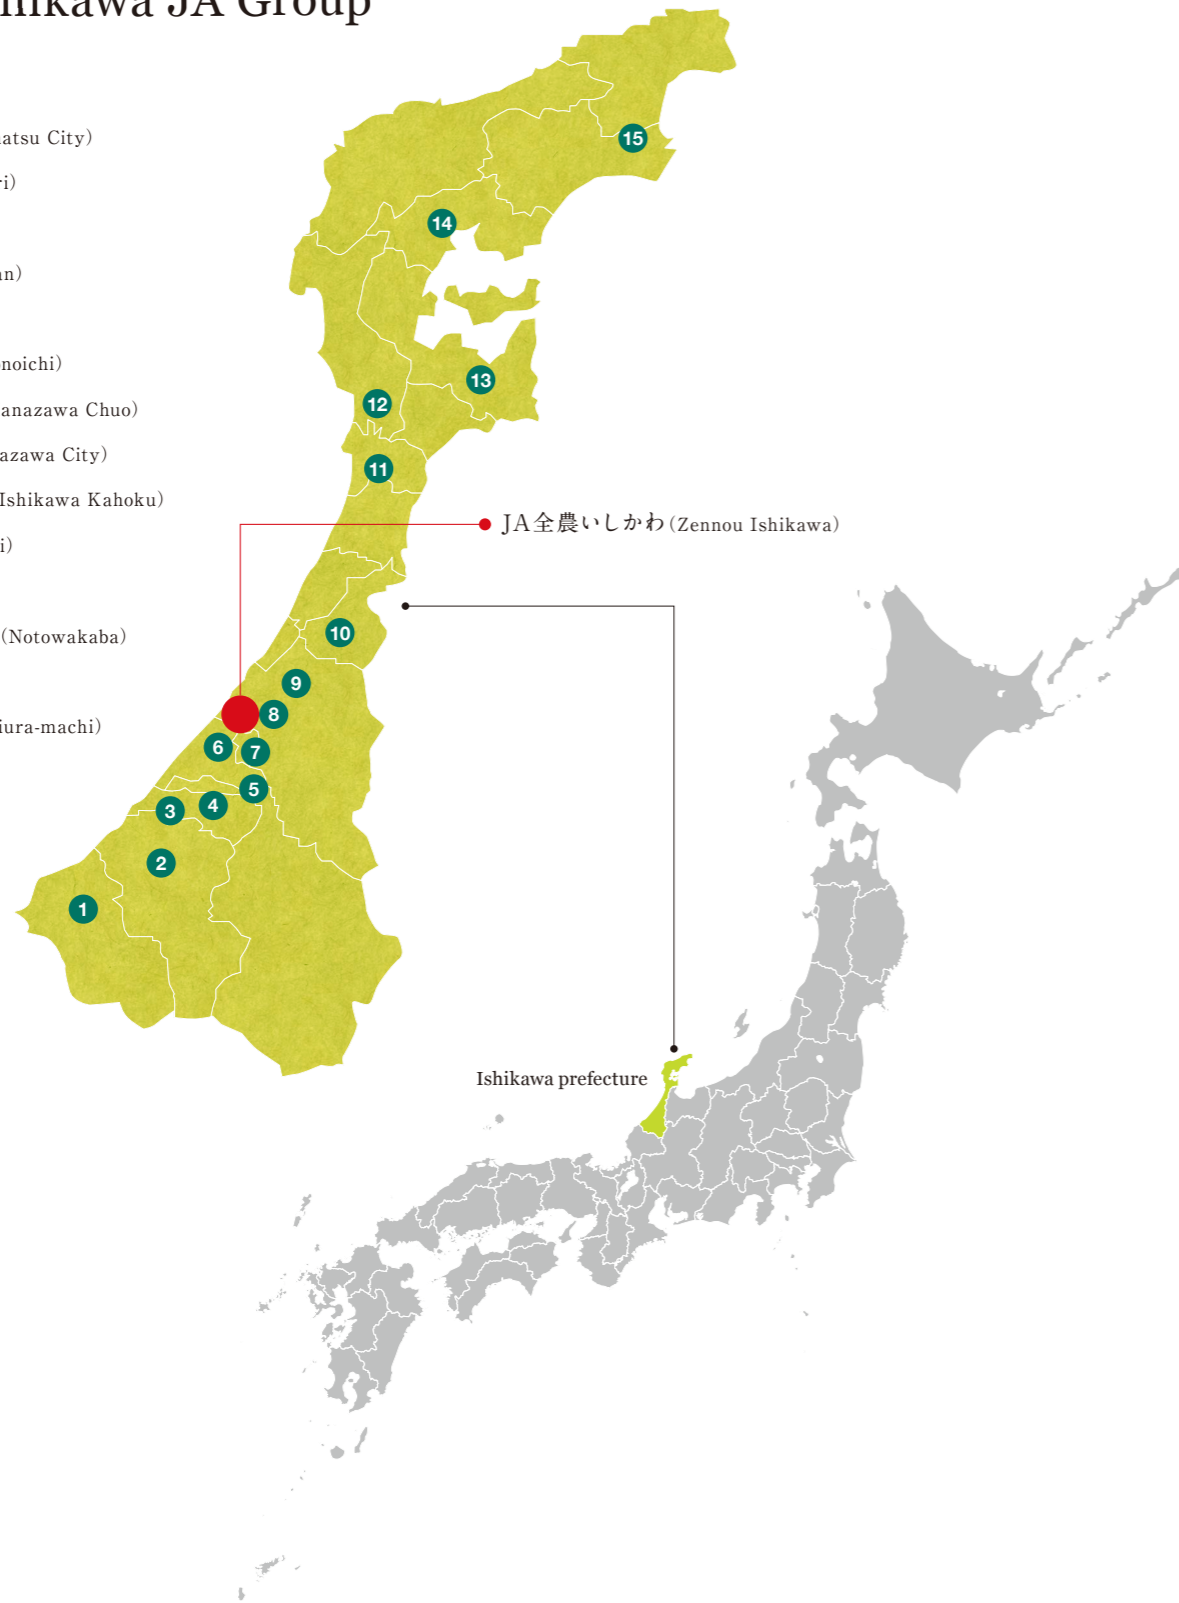 hikawa JA Group
atsu City）
ri）
an）
noichi）
anazawa Chuo）
azawa City）
Ishikawa Kahoku）
i）
（Notowakaba）
iura-machi）
15
14
13
12
11
JA全農いしかわ（Zennou Ishikawa）
10
9
8
6
7
5
4
3
2
1
Ishikawa prefecture